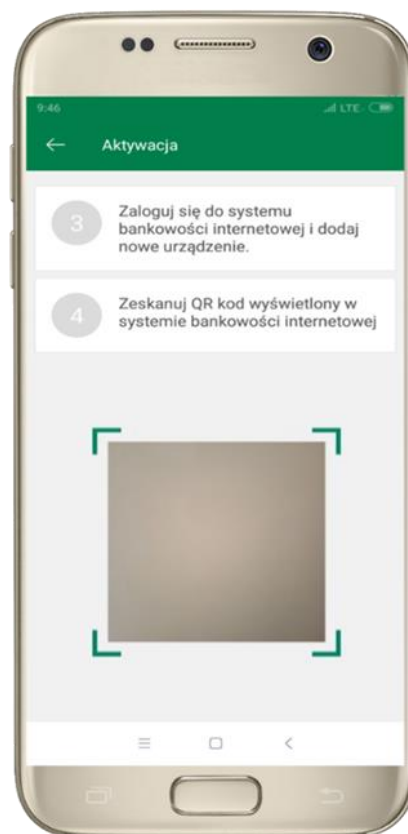 9:46
LTE
Aktywacja
3
Zaloguj się do systemu
bankowości internetowej i dodaj
nowe urządzenie.
4
Zeskanuj QR kod wyświetlony w
systemie bankowości internetowej